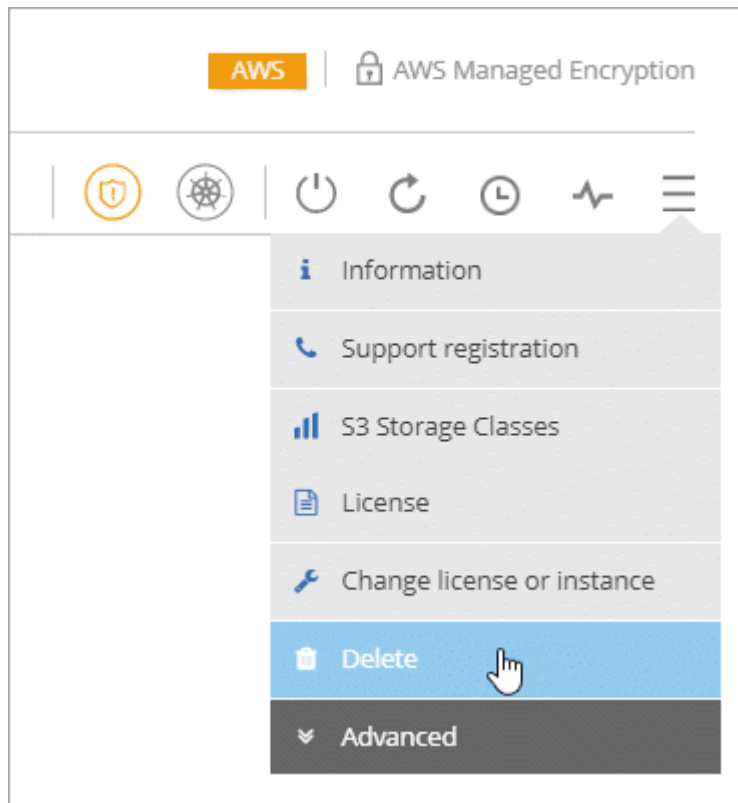 AWS
AWS Managed Encryption
Information
Support registration
S3 Storage Classes
License
Change license or instance
Delete
Advanced